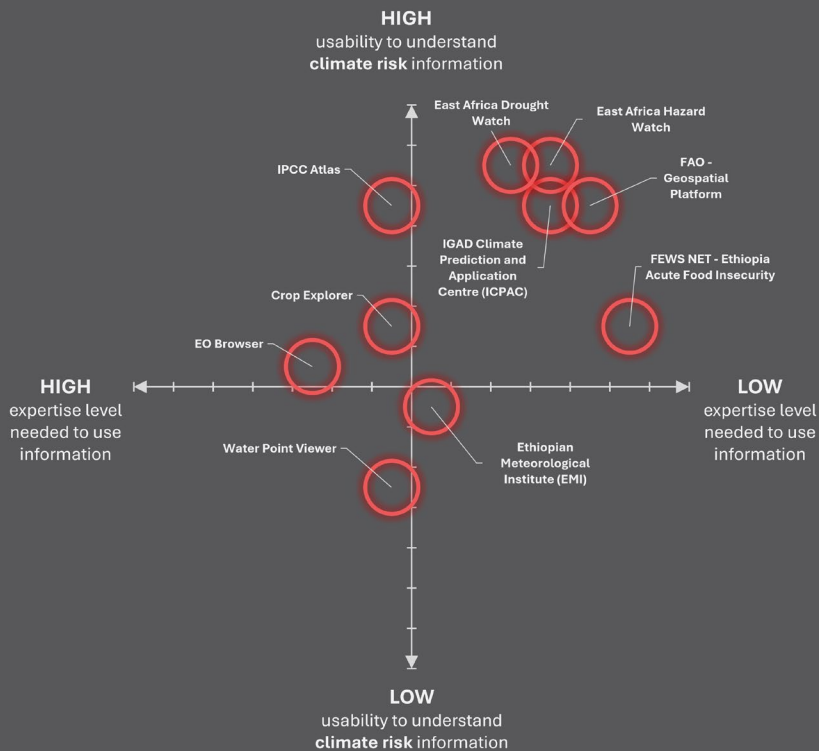 HIGH
usability to understand
climate risk information
East Africa Drought
Watch
East Africa Hazard
Watch
IPCC Atlas
FAO -
Geospatial
Platform
IGAD Climate
Prediction and
Application
Centre (ICPAC)
FEWS NET - Ethiopia
Acute Food Insecurity
Crop Explorer
EO Browser
HIGH
expertise level
needed to use
information
LOW
expertise level
needed to use
information
Water Point Viewer
Ethiopian
Meteorological
Institute (EMI)
LOW
usability to understand
climate risk information